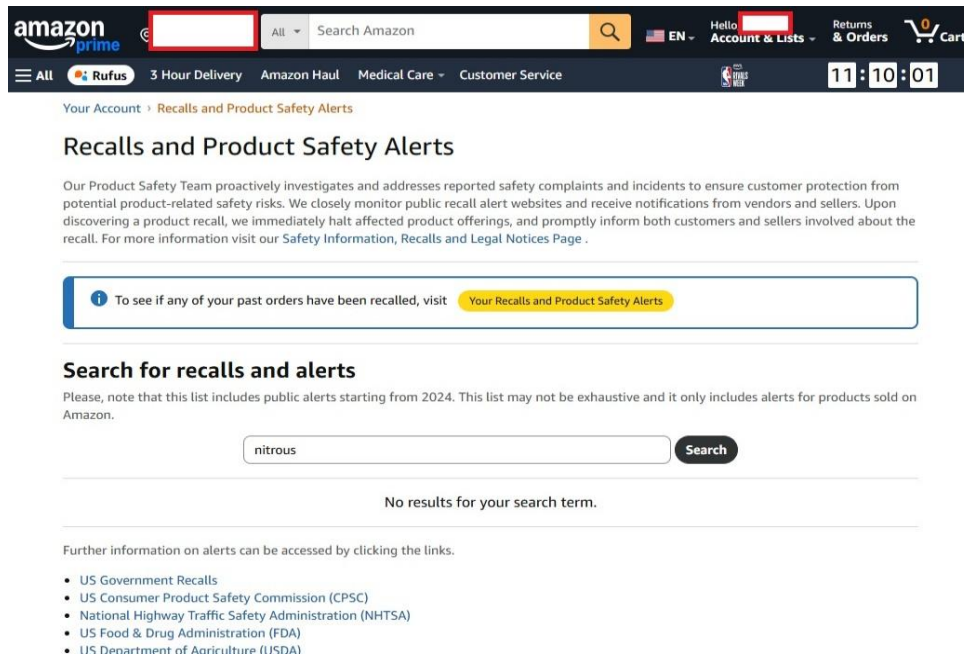 amazon
prime
All
Search Amazon
EN
Hello
Account & Lists
Returns
& Orders
0
Cart
All
Rufus
3 Hour Delivery
Amazon Haul
Medical Care
Customer Service
NBA
RIVALS
WEEK
11:10:01
Your Account › Recalls and Product Safety Alerts
Recalls and Product Safety Alerts
Our Product Safety Team proactively investigates and addresses reported safety complaints and incidents to ensure customer protection from
potential product-related safety risks. We closely monitor public recall alert websites and receive notifications from vendors and sellers. Upon
discovering a product recall, we immediately halt affected product offerings, and promptly inform both customers and sellers involved about the
recall. For more information visit our Safety Information, Recalls and Legal Notices Page .
To see if any of your past orders have been recalled, visit Your Recalls and Product Safety Alerts
Search for recalls and alerts
Please, note that this list includes public alerts starting from 2024. This list may not be exhaustive and it only includes alerts for products sold on
Amazon.
nitrous
Search
No results for your search term.
Further information on alerts can be accessed by clicking the links.
• US Government Recalls
• US Consumer Product Safety Commission (CPSC)
• National Highway Traffic Safety Administration (NHTSA)
• US Food & Drug Administration (FDA)
• US Department of Agriculture (USDA)